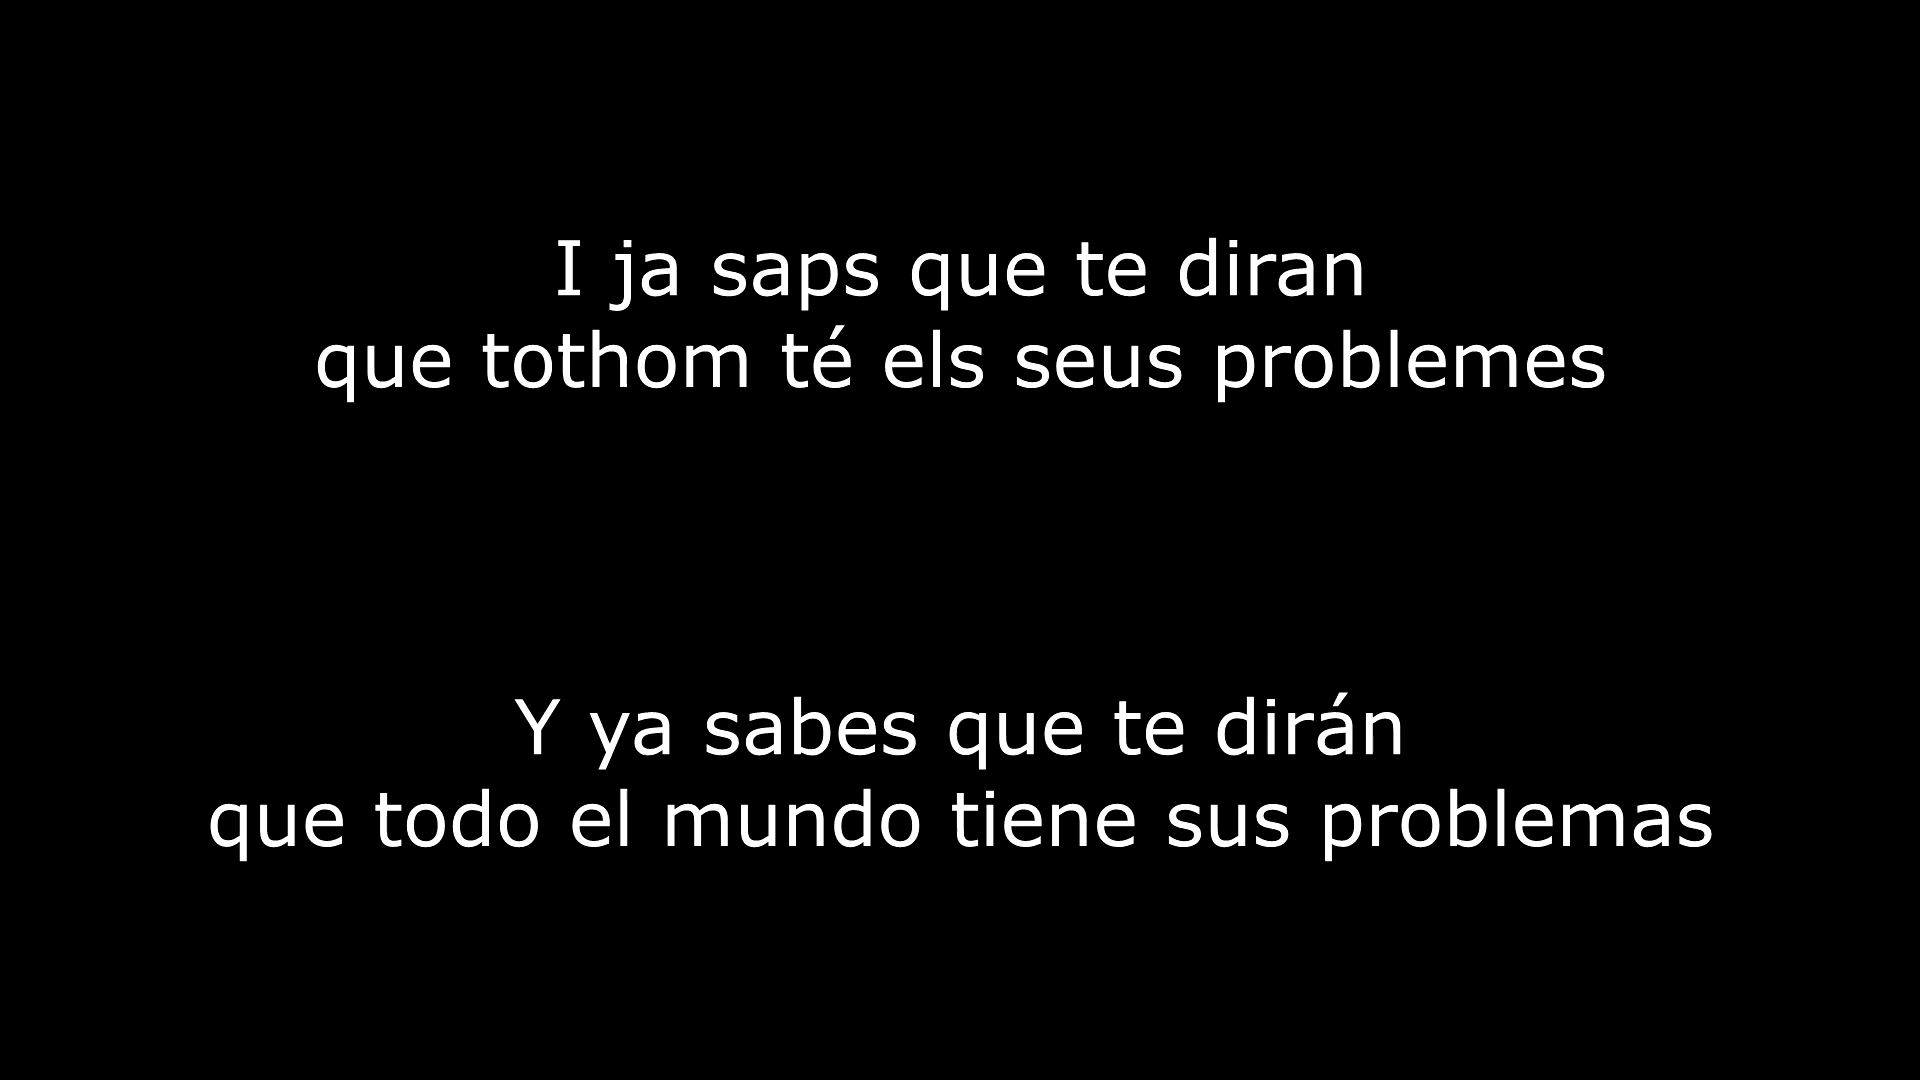 I ja saps que te diran
que tothom té els seus problemes
Y ya sabes que te dirán
que todo el mundo tiene sus problemas